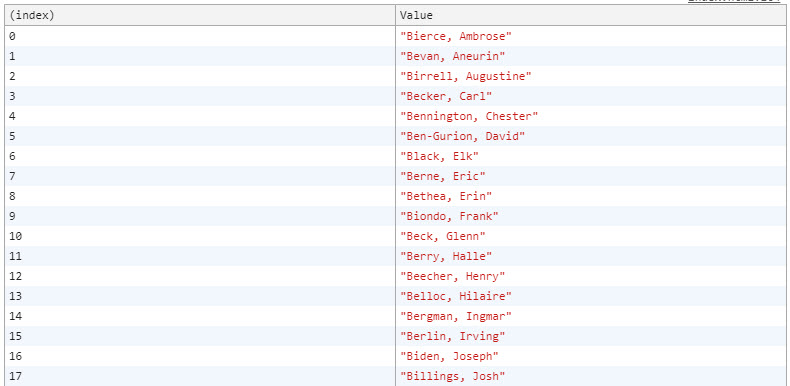 (index) Value
0 "Bierce, Ambrose"
1 "Bevan, Aneurin"
2 "Birrell, Augustine"
3 "Becker, Carl"
4 "Bennington, Chester"
5 "Ben-Gurion, David"
6 "Black, Elk"
7 "Berne, Eric"
8 "Bethea, Erin"
9 "Biondo, Frank"
10 "Beck, Glenn"
11 "Berry, Halle"
12 "Beecher, Henry"
13 "Belloc, Hilaire"
14 "Bergman, Ingmar"
15 "Berlin, Irving"
16 "Biden, Joseph"
17 "Billings, Josh"